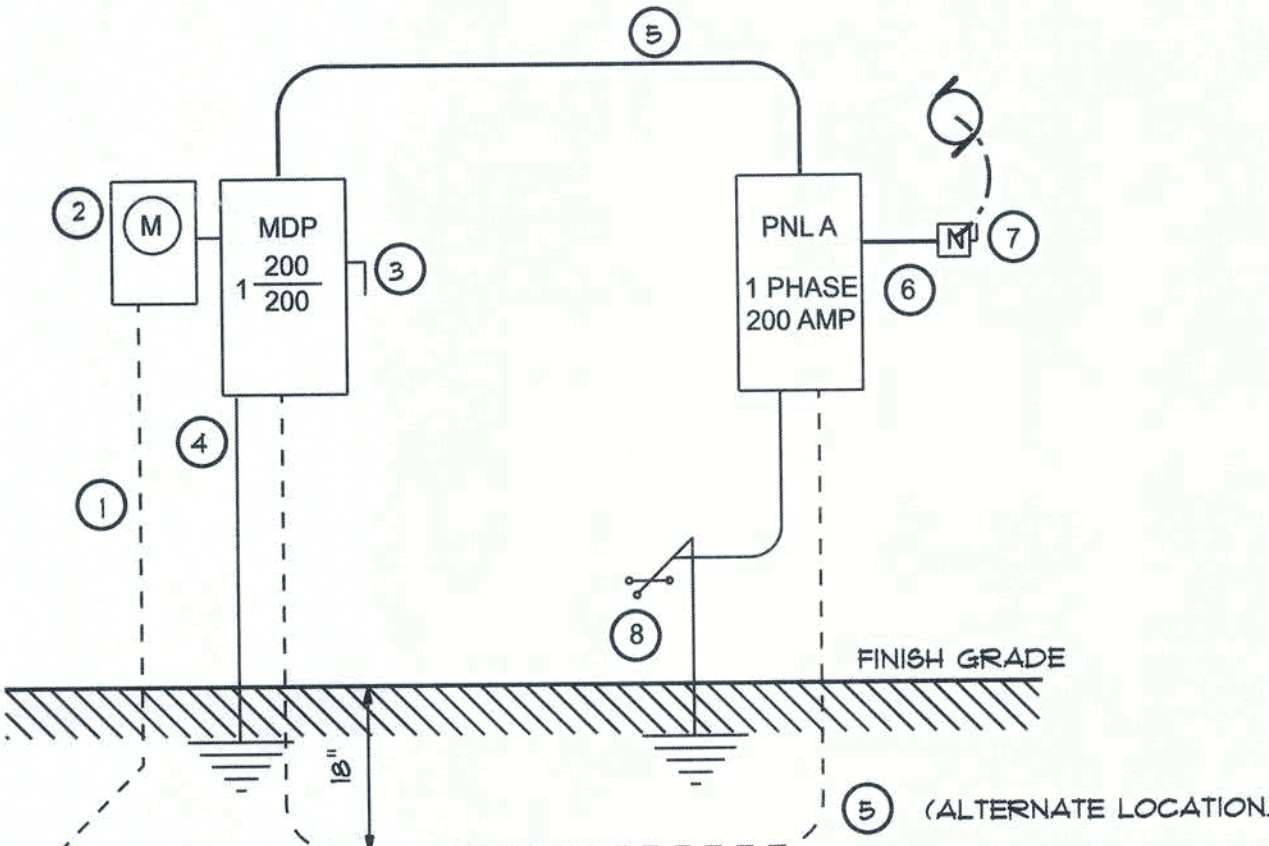 5
2
M
MDP
1 200
200
3
PNL A
1 PHASE
200 AMP
N
7
6
4
1
8
FINISH GRADE
18"
5 (ALTERNATE LOCATION.